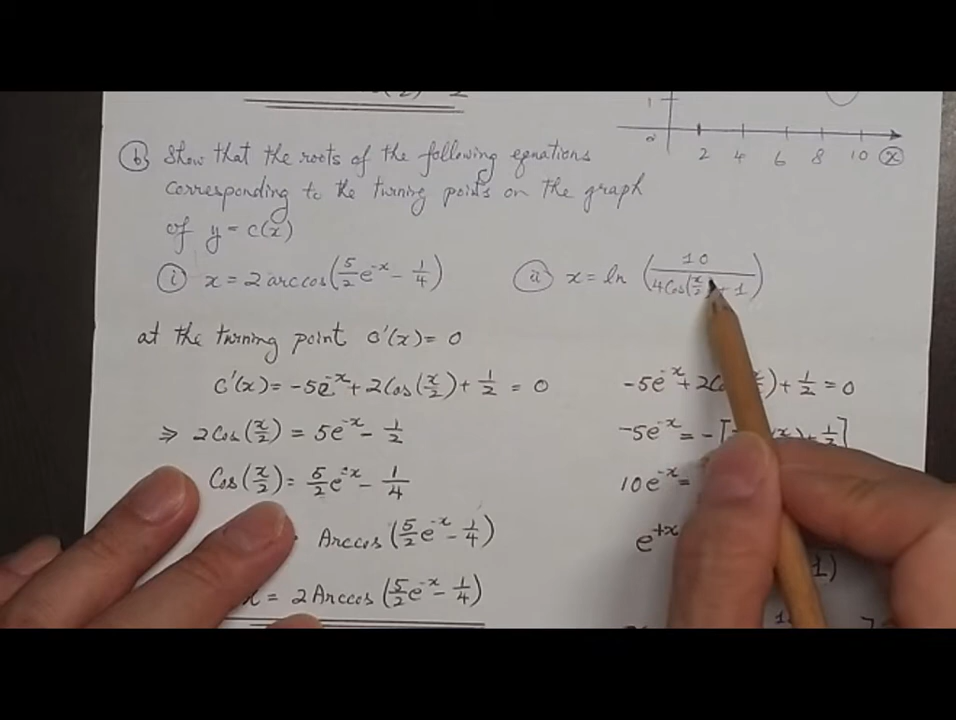 1
0
2 4 6 8 10 x
(b) Show that the roots of the following equations
corresponding to the turning points on the graph
of y = c(x)
(i) x = 2 arccos(5/2 e^-x - 1/4) (ii) x = ln (10/(4Cos(x/2) + 1))
at the turning point C'(x) = 0
C'(x) = -5e^-x + 2Cos(x/2) + 1/2 = 0
-5e^-x + 2Co ) + 1/2 = 0
⇒ 2Cos(x/2) = 5e^-x - 1/2
-5e^-x = -[ ) + 1/2]
Cos(x/2) = 5/2 e^-x - 1/4
10e^-x =
Arccos(5/2 e^-x - 1/4)
e^+x
1)
x = 2 Arccos(5/2 e^-x - 1/4)